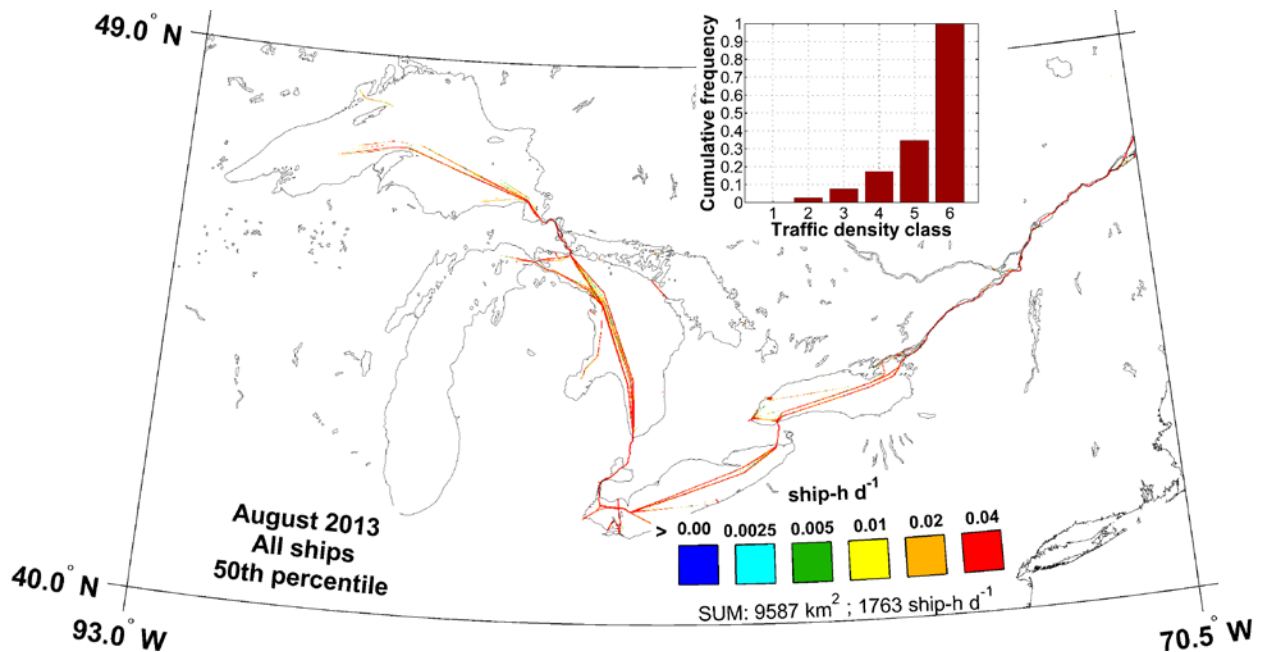 49.0° N
1
0.9
0.8
0.7
0.6
0.5
0.4
0.3
0.2
0.1
0
Cumulative frequency
1 2 3 4 5 6
Traffic density class
August 2013
All ships
50th percentile
ship-h d⁻¹
> 0.00 0.0025 0.005 0.01 0.02 0.04
SUM: 9587 km² ; 1763 ship-h d⁻¹
40.0° N
93.0° W
70.5° W